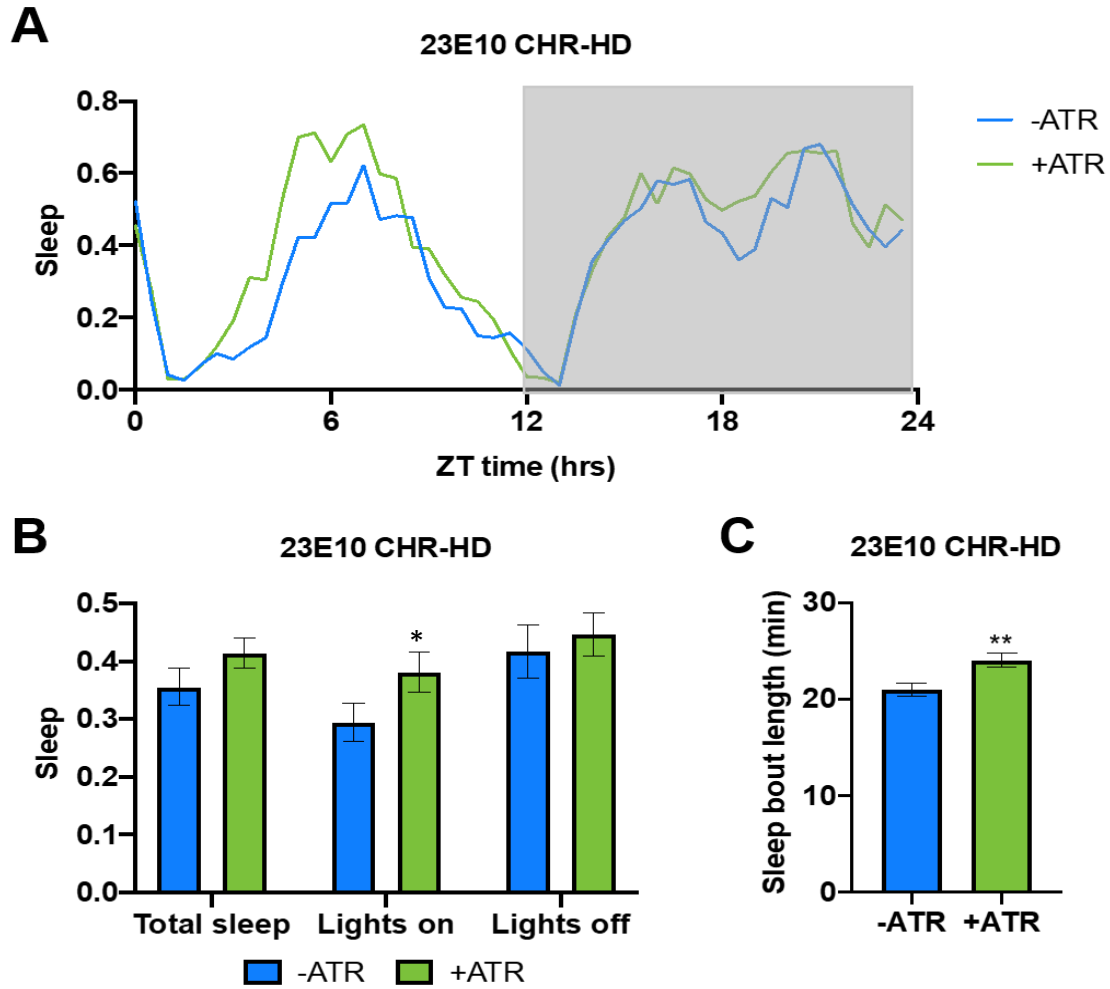 A
23E10 CHR-HD
Sleep
0.8
0.6
0.4
0.2
0.0
0 6 12 18 24
ZT time (hrs)
-ATR
+ATR
B
23E10 CHR-HD
Sleep
0.5
0.4
0.3
0.2
0.1
0.0
*
Total sleep Lights on Lights off
-ATR +ATR
C
23E10 CHR-HD
Sleep bout length (min)
30
20
10
0
**
-ATR +ATR